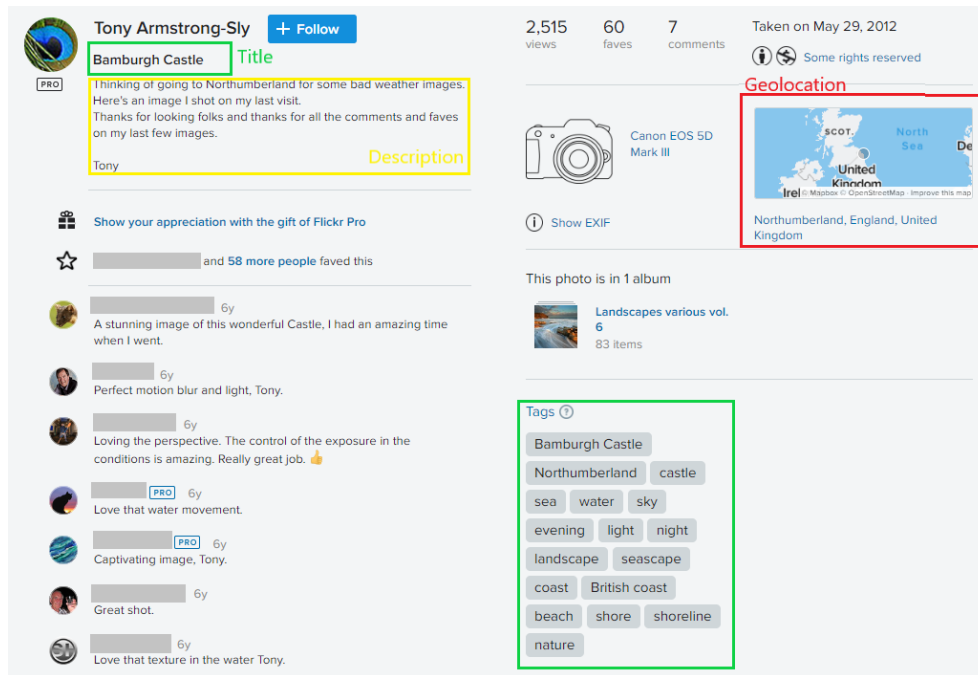 Tony Armstrong-Sly
+ Follow
Bamburgh Castle
Title
PRO
Thinking of going to Northumberland for some bad weather images.
Here's an image I shot on my last visit.
Thanks for looking folks and thanks for all the comments and faves
on my last few images.
Tony
Description
Show your appreciation with the gift of Flickr Pro
and 58 more people faved this
6y
A stunning image of this wonderful Castle, I had an amazing time
when I went.
6y
Perfect motion blur and light, Tony.
6y
Loving the perspective. The control of the exposure in the
conditions is amazing. Really great job. 👍
PRO 6y
Love that water movement.
PRO 6y
Captivating image, Tony.
6y
Great shot.
6y
Love that texture in the water Tony.
2,515 60 7
views faves comments
Taken on May 29, 2012
Some rights reserved
Geolocation
Canon EOS 5D
Mark III
SCOT.
North
Sea
De
United
Kingdom
Irel
© Mapbox © OpenStreetMap · Improve this map
Northumberland, England, United
Kingdom
Show EXIF
This photo is in 1 album
Landscapes various vol.
6
83 items
Tags ?
Bamburgh Castle
Northumberland castle
sea water sky
evening light night
landscape seascape
coast British coast
beach shore shoreline
nature